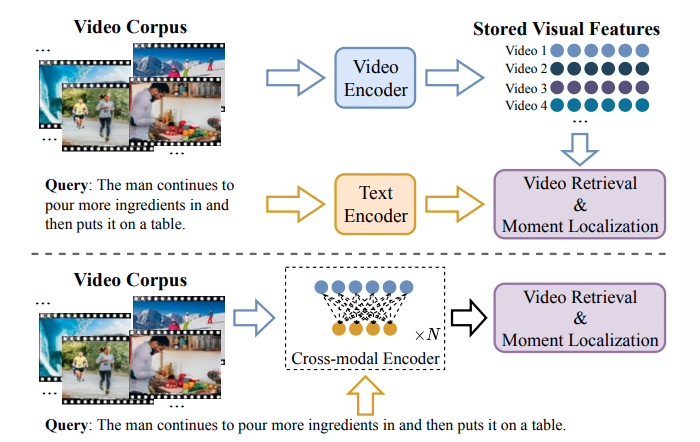 Video Corpus
...
...
...
Video
Encoder
Stored Visual Features
Video 1
Video 2
Video 3
Video 4
...
Query: The man continues to
pour more ingredients in and
then puts it on a table.
Text
Encoder
Video Retrieval
&
Moment Localization
Video Corpus
...
...
...
×N
Cross-modal Encoder
Video Retrieval
&
Moment Localization
Query: The man continues to pour more ingredients in and then puts it on a table.